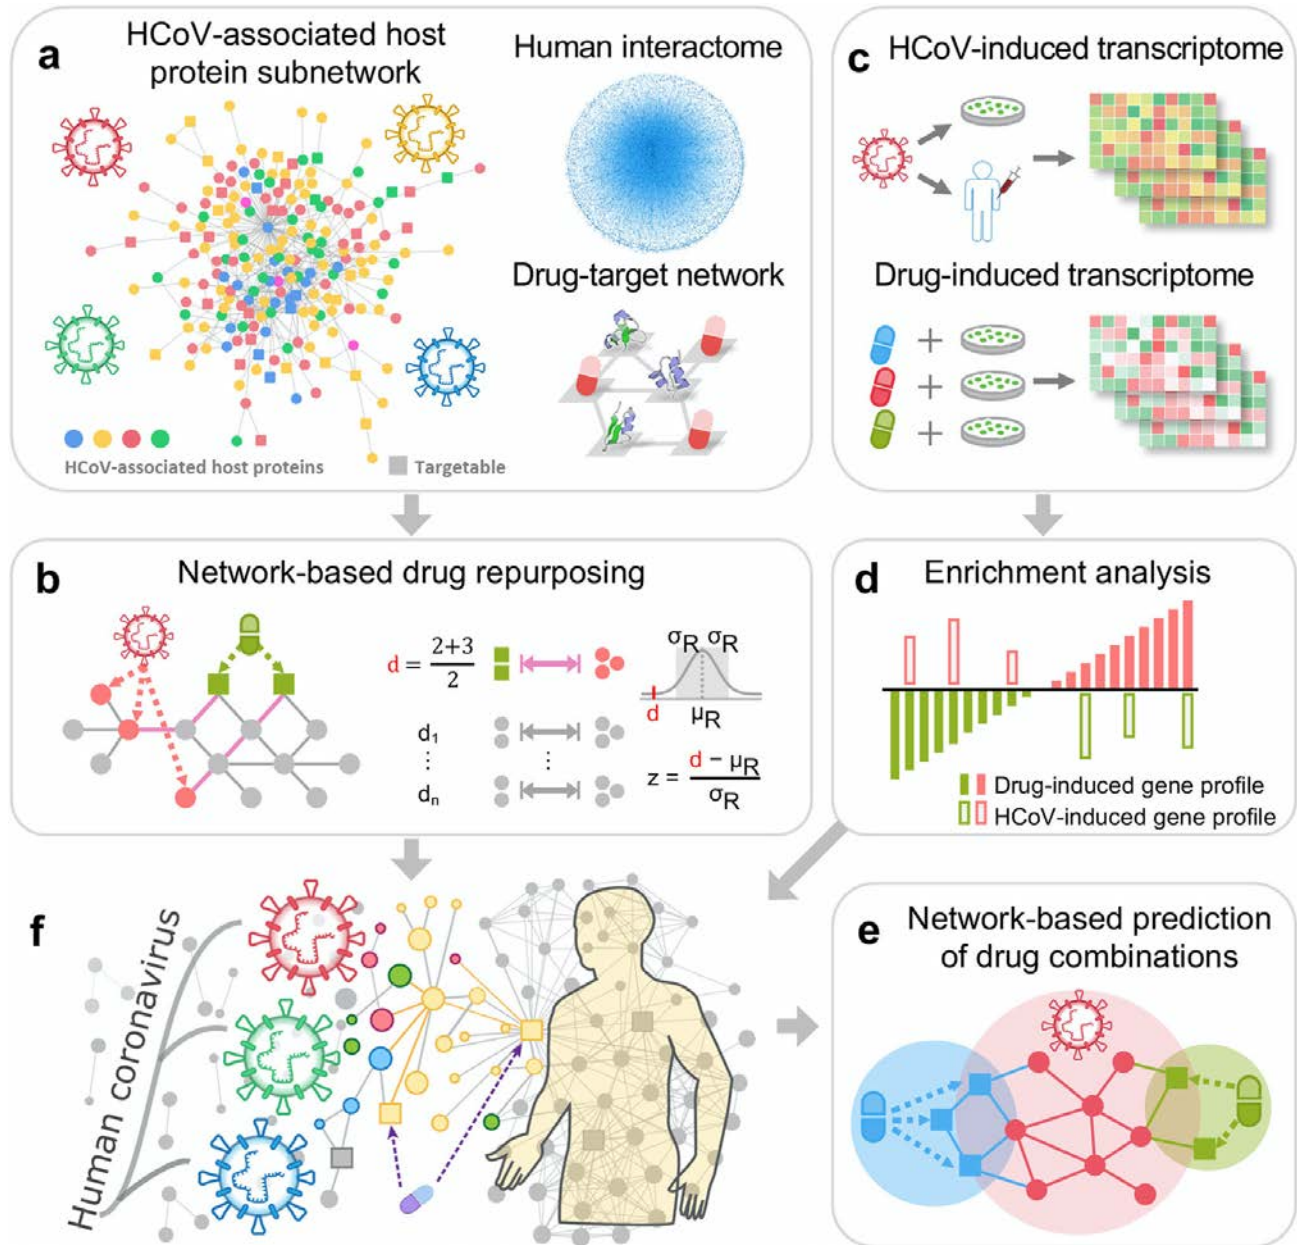 a
HCoV-associated host
protein subnetwork
Human interactome
Drug-target network
HCoV-associated host proteins
Targetable
c
HCoV-induced transcriptome
Drug-induced transcriptome
+
+
+
b
Network-based drug repurposing
d = 2+3
2
d₁
⋮
dₙ
⋮
σR σR
d
μR
z = d − μR
σR
d
Enrichment analysis
Drug-induced gene profile
HCoV-induced gene profile
f
Human coronavirus
e
Network-based prediction
of drug combinations